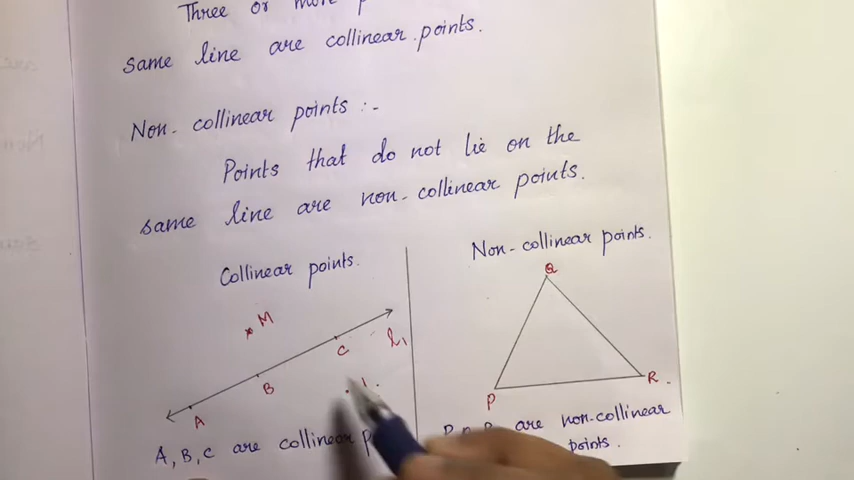 Three or
same line are collinear points.
Non-collinear points :-
Points that do not lie on the
same line are non-collinear points.
Collinear points.
M
A
B
C
l₁
A, B, C are collinear
Non-collinear points.
Q
P
R.
are non-collinear
points.